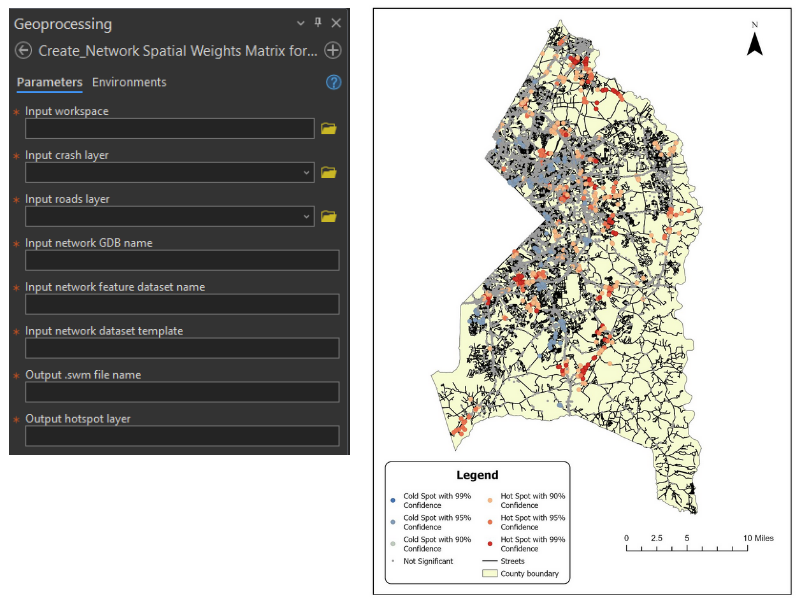 Geoprocessing
Create_Network Spatial Weights Matrix for...
Parameters Environments
* Input workspace
* Input crash layer
* Input roads layer
* Input network GDB name
* Input network feature dataset name
* Input network dataset template
* Output .swm file name
* Output hotspot layer
N
Legend
Cold Spot with 99%
Confidence
Cold Spot with 95%
Confidence
Cold Spot with 90%
Confidence
Not Significant
Hot Spot with 90%
Confidence
Hot Spot with 95%
Confidence
Hot Spot with 99%
Confidence
Streets
County boundary
0 2.5 5 10 Miles